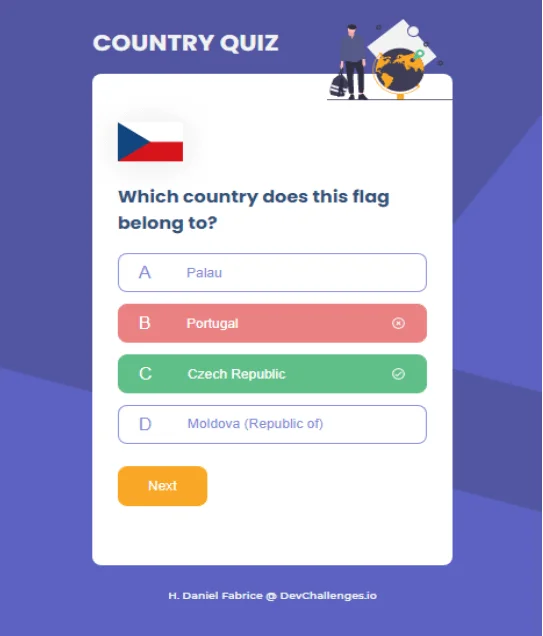 COUNTRY QUIZ
Which country does this flag
belong to?
A Palau
B Portugal
C Czech Republic
D Moldova (Republic of)
Next
H. Daniel Fabrice @ DevChallenges.io